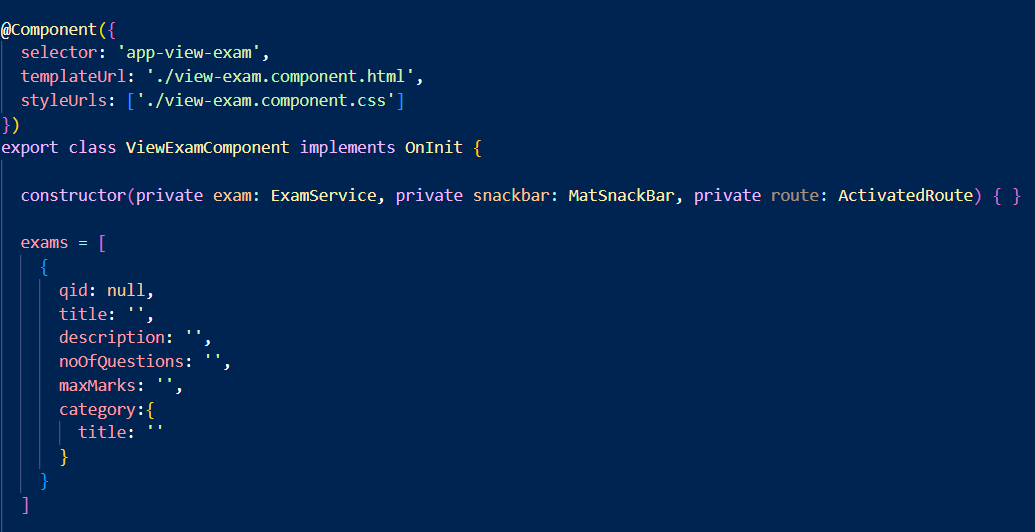 @Component({
  selector: 'app-view-exam',
  templateUrl: './view-exam.component.html',
  styleUrls: ['./view-exam.component.css']
})
export class ViewExamComponent implements OnInit {

  constructor(private exam: ExamService, private snackbar: MatSnackBar, private route: ActivatedRoute) { }

  exams = [
    {
      qid: null,
      title: '',
      description: '',
      noOfQuestions: '',
      maxMarks: '',
      category:{
        title: ''
      }
    }
  ]